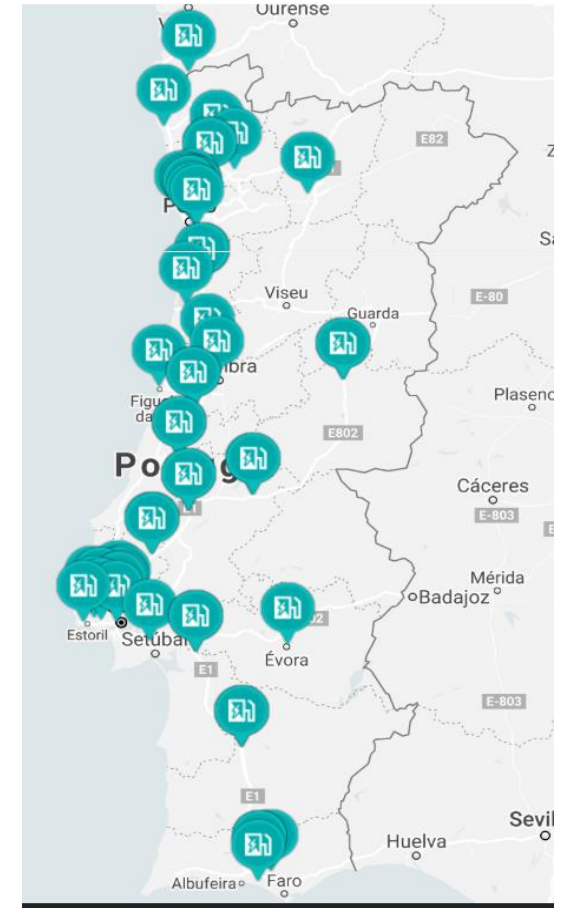 Ourense
E82
Viseu
E-80
Guarda
Plasenc
E802
Cáceres
E-803
Mérida
Badajoz
Estoril
Setúbal
Évora
E1
E-803
E1
Sevil
Huelva
Albufeira
Faro